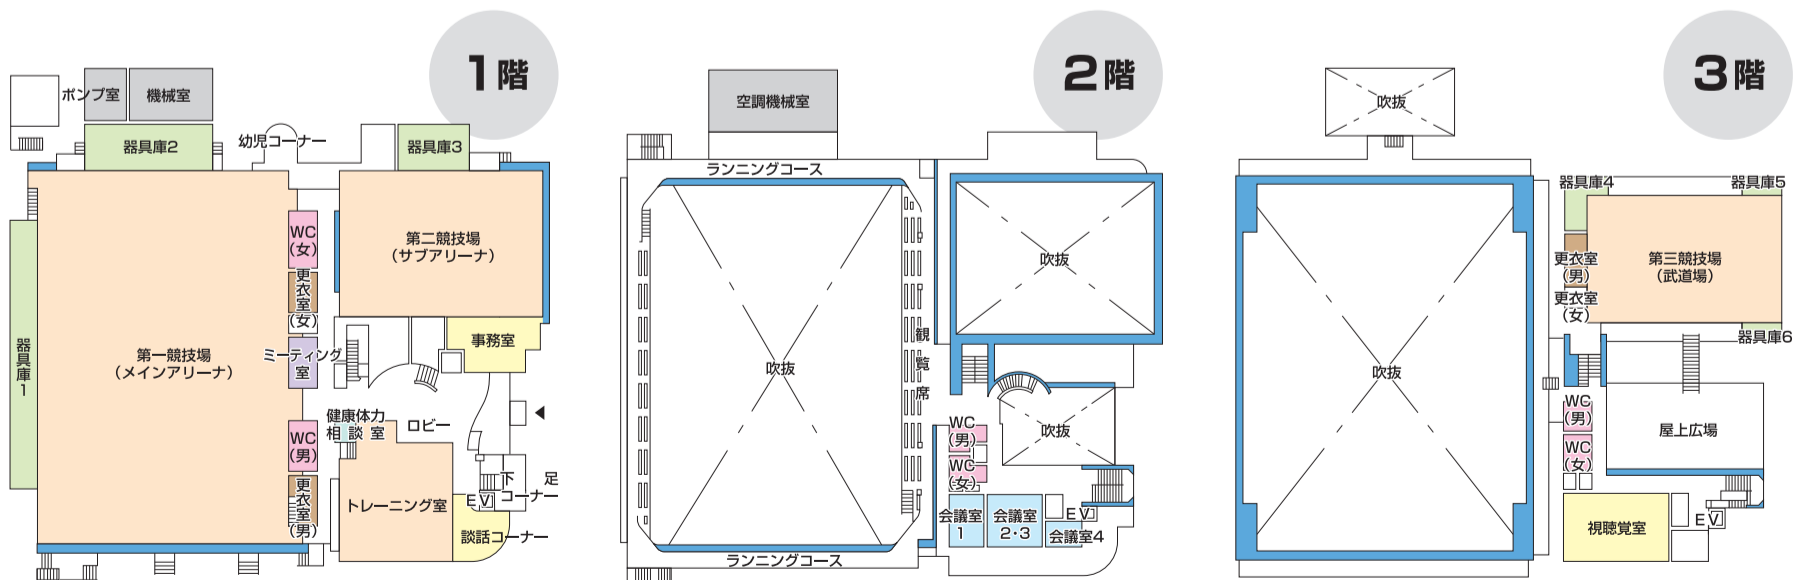 1階
ポンプ室
機械室
器具庫2
幼児コーナー
器具庫3
WC
(女)
更衣室
(女)
第二競技場
(サブアリーナ)
事務室
ミーティング
室
第一競技場
(メインアリーナ)
器具庫1
健康体力
相談室
ロビー
WC
(男)
更衣室
(男)
トレーニング室
EV
下足
コーナー
談話コーナー
2階
空調機械室
ランニングコース
吹抜
観覧席
吹抜
吹抜
WC
(男)
WC
(女)
会議室
1
会議室
2・3
EV
会議室4
ランニングコース
3階
吹抜
器具庫4
器具庫5
更衣室
(男)
更衣室
(女)
第三競技場
(武道場)
器具庫6
吹抜
WC
(男)
WC
(女)
屋上広場
視聴覚室
EV